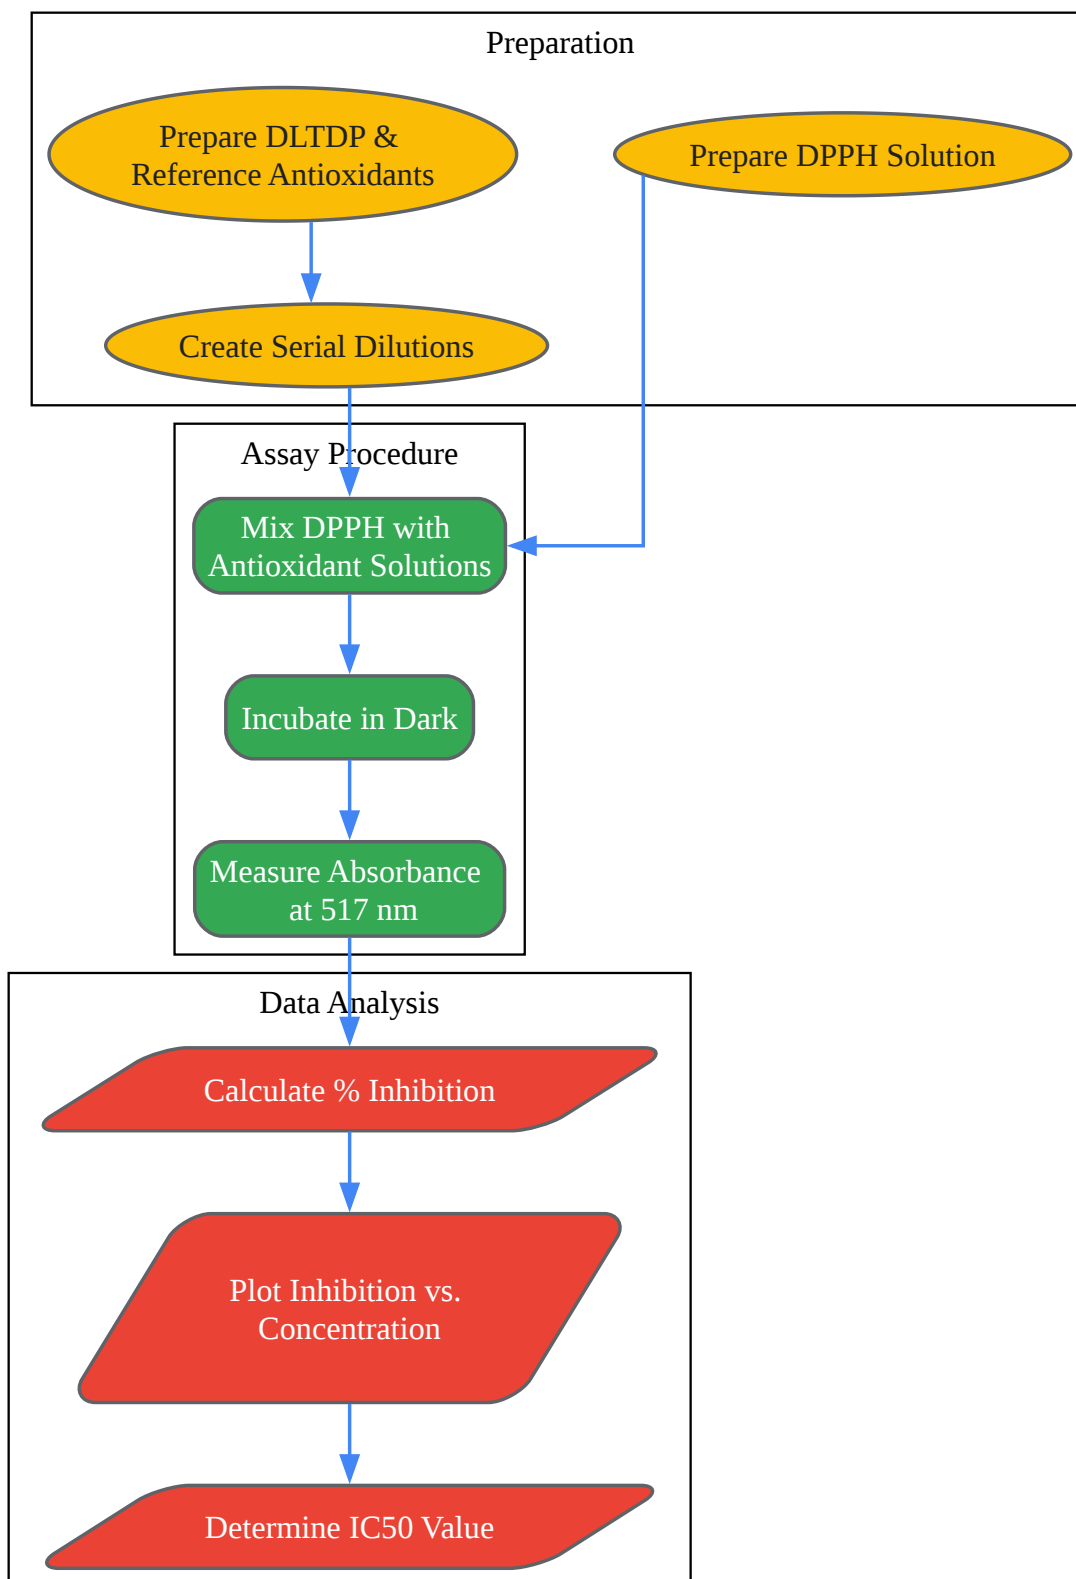 Preparation
Prepare DLTDP &
Reference Antioxidants
Prepare DPPH Solution
Create Serial Dilutions
Assay Procedure
Mix DPPH with
Antioxidant Solutions
Incubate in Dark
Measure Absorbance
at 517 nm
Data Analysis
Calculate % Inhibition
Plot Inhibition vs.
Concentration
Determine IC50 Value